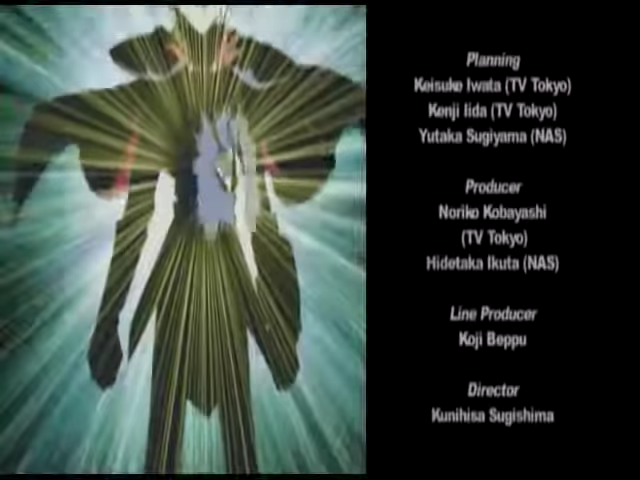 Planning
Keisuke Iwata (TV Tokyo)
Kenji Iida (TV Tokyo)
Yutaka Sugiyama (NAS)
Producer
Noriko Kobayashi
(TV Tokyo)
Hidetaka Ikuta (NAS)
Line Producer
Koji Beppu
Director
Kunihisa Sugishima